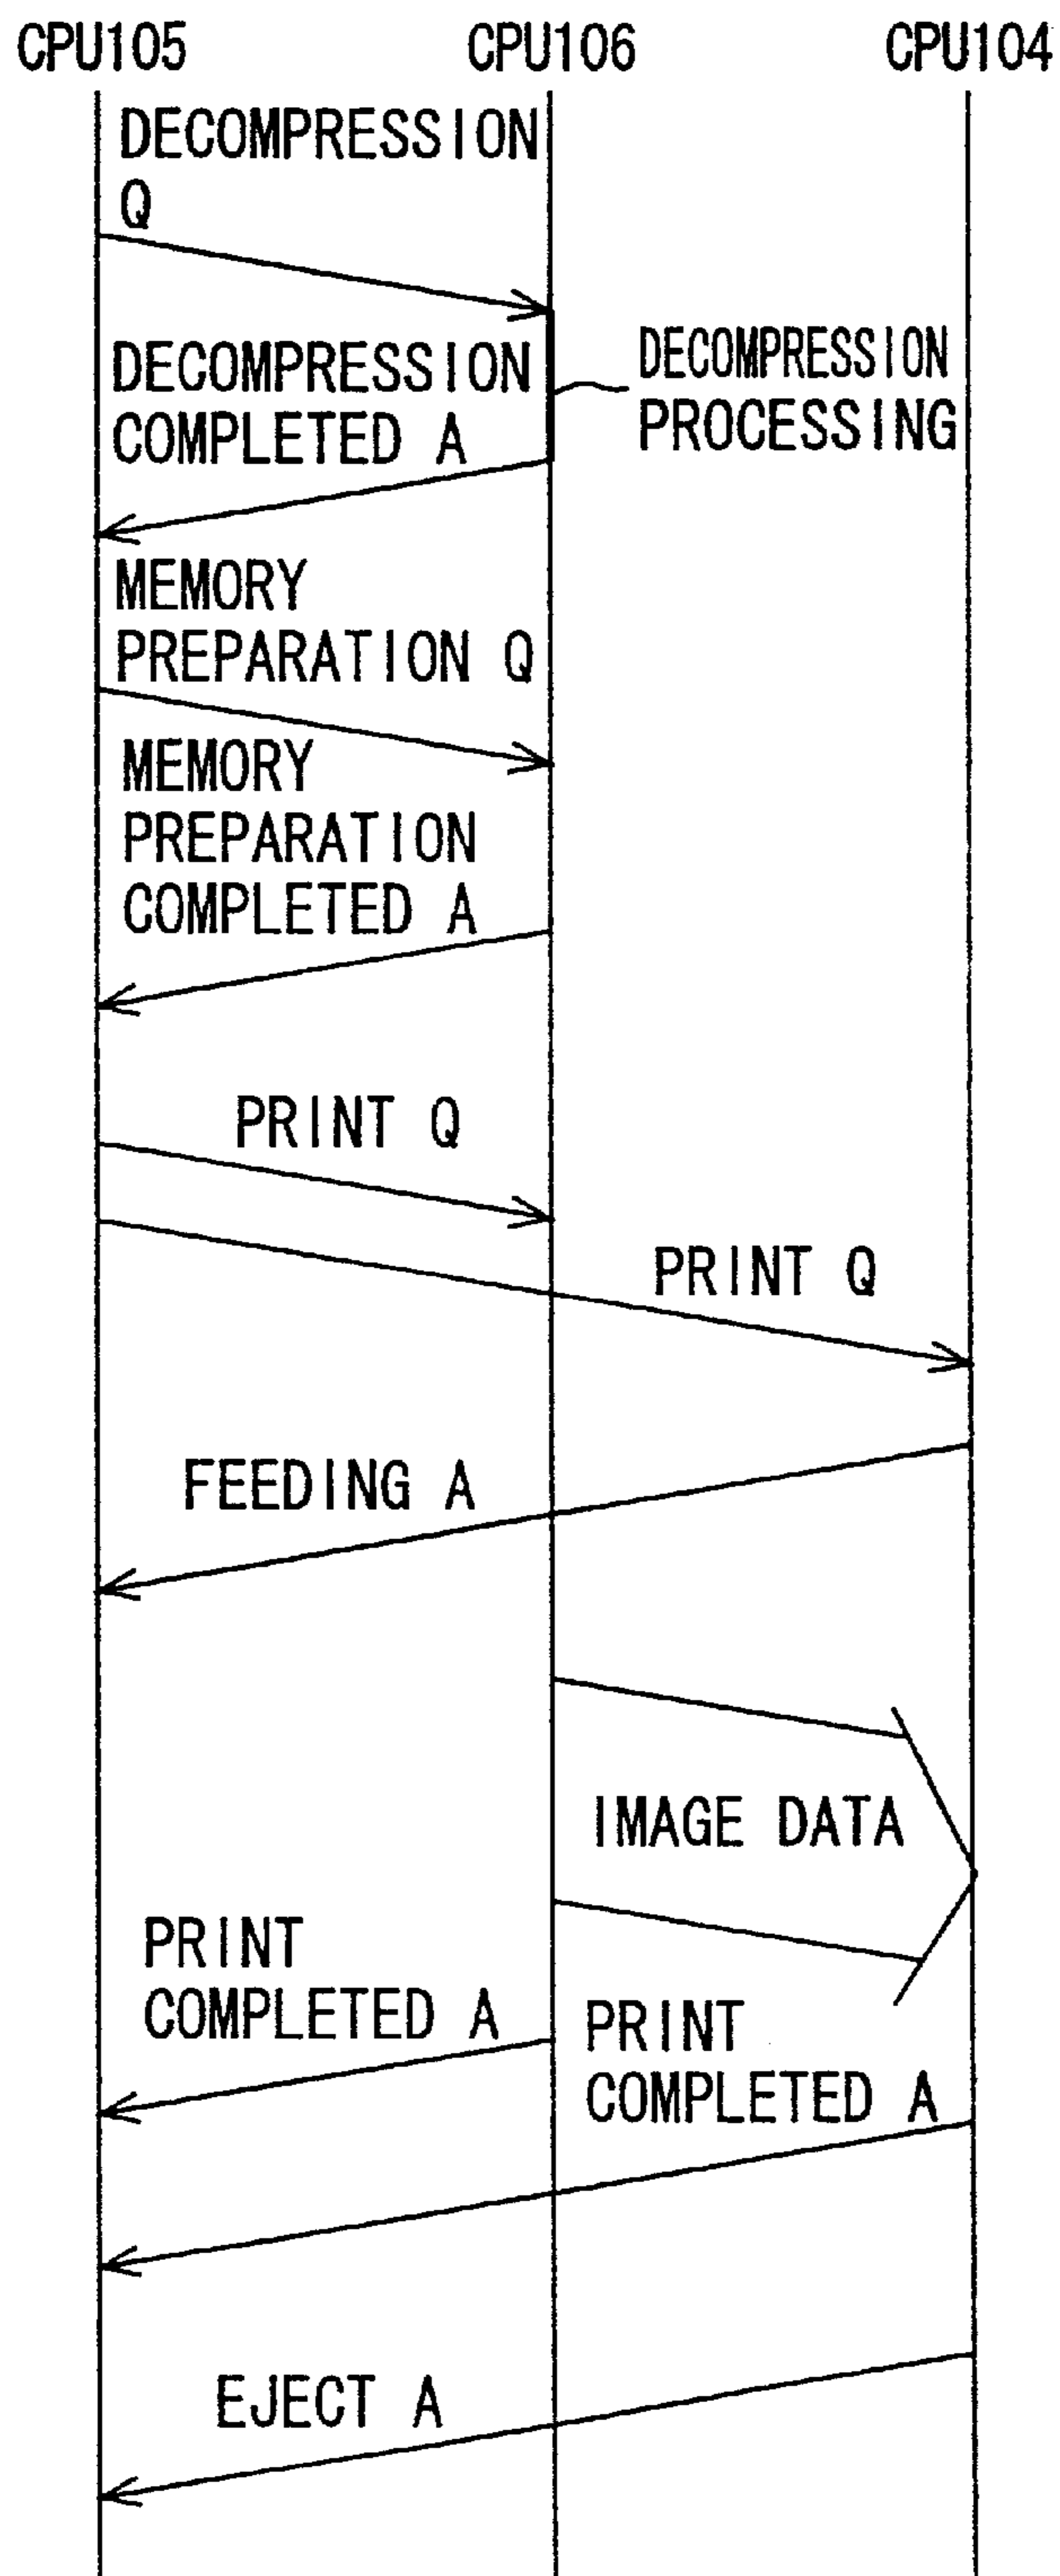 CPU105 CPU106 CPU104
DECOMPRESSION
Q
DECOMPRESSION
PROCESSING
DECOMPRESSION
COMPLETED A
MEMORY
PREPARATION Q
MEMORY
PREPARATION
COMPLETED A
PRINT Q
PRINT Q
FEEDING A
IMAGE DATA
PRINT
COMPLETED A
PRINT
COMPLETED A
EJECT A